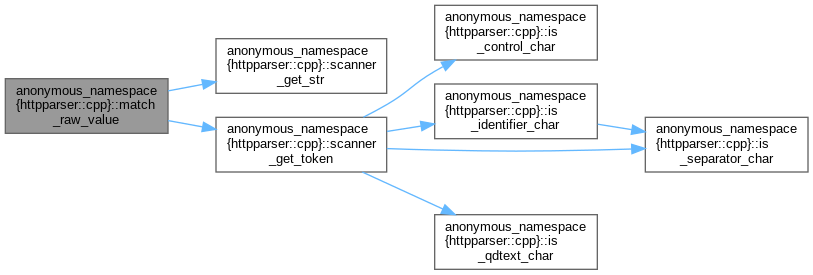 anonymous_namespace
{httpparser::cpp}::match
_raw_value
anonymous_namespace
{httpparser::cpp}::scanner
_get_str
anonymous_namespace
{httpparser::cpp}::scanner
_get_token
anonymous_namespace
{httpparser::cpp}::is
_control_char
anonymous_namespace
{httpparser::cpp}::is
_identifier_char
anonymous_namespace
{httpparser::cpp}::is
_separator_char
anonymous_namespace
{httpparser::cpp}::is
_qdtext_char